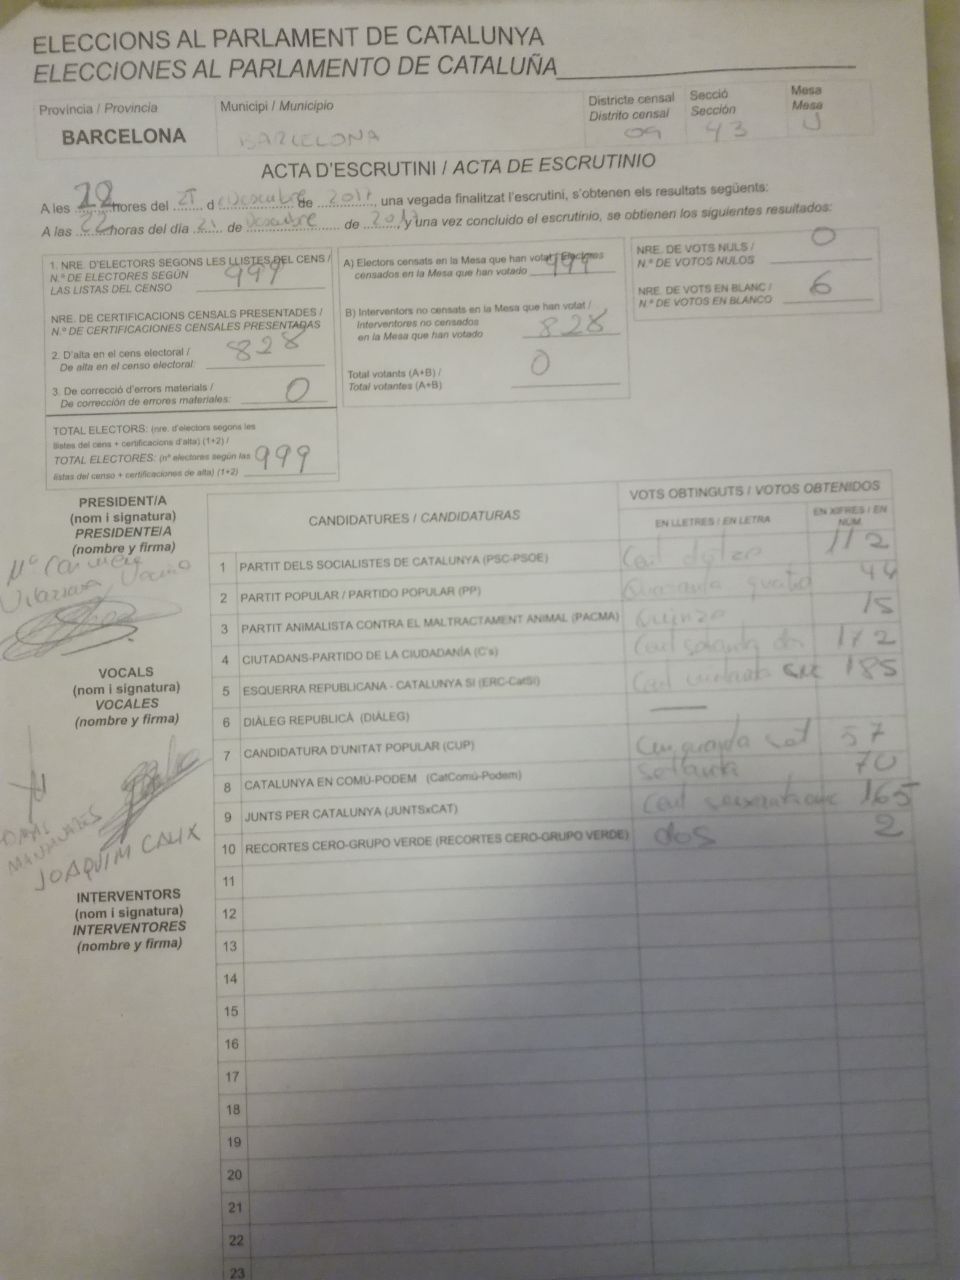 ELECCIONS AL PARLAMENT DE CATALUNYA
ELECCIONES AL PARLAMENTO DE CATALUÑA
Provincia / Provincia
BARCELONA
Municipi / Municipio
BARCELONA
Districte censal
Distrito censal
09
Secció
Sección
43
Mesa
Mesa
U
ACTA D'ESCRUTINI / ACTA DE ESCRUTINIO
A les 22 hores del 21 d de 2017, una vegada finalitzat l'escrutini, s'obtenen els resultats següents:
A las 22 horas del día 21 de de 2017, y una vez concluido el escrutinio, se obtienen los siguientes resultados:
1. NRE. D'ELECTORS SEGONS LES LLISTES DEL CENS /
N.º DE ELECTORES SEGÚN
LAS LISTAS DEL CENSO
999
NRE. DE CERTIFICACIONS CENSALS PRESENTADES /
N.º DE CERTIFICACIONES CENSALES PRESENTADAS
2. D'alta en el cens electoral /
De alta en el censo electoral:
828
3. De correcció d'errors materials /
De corrección de errores materiales:
0
TOTAL ELECTORS: (nre. d'electors segons les
llistes del cens + certificacions d'alta) (1+2) /
TOTAL ELECTORES: (nº electores según las
listas del censo + certificaciones de alta) (1+2)
999
A) Electors censats en la Mesa que han votat / Electores
censados en la Mesa que han votado
999
B) Interventors no censats en la Mesa que han votat /
Interventores no censados
en la Mesa que han votado
828
Total votants (A+B) /
Total votantes (A+B)
0
NRE. DE VOTS NULS /
N.º DE VOTOS NULOS
0
NRE. DE VOTS EN BLANC /
N.º DE VOTOS EN BLANCO
6
PRESIDENT/A
(nom i signatura)
PRESIDENTE/A
(nombre y firma)
Mª Carmen
VOCALS
(nom i signatura)
VOCALES
(nombre y firma)
JOAQUIM CALIX
INTERVENTORS
(nom i signatura)
INTERVENTORES
(nombre y firma)
CANDIDATURES / CANDIDATURAS
VOTS OBTINGUTS / VOTOS OBTENIDOS
EN LLETRES / EN LETRA
EN XIFRES / EN NÚM.
1 PARTIT DELS SOCIALISTES DE CATALUNYA (PSC-PSOE) Cent dotze 112
2 PARTIT POPULAR / PARTIDO POPULAR (PP) Quaranta quatre 44
3 PARTIT ANIMALISTA CONTRA EL MALTRACTAMENT ANIMAL (PACMA) Quinze 15
4 CIUTADANS-PARTIDO DE LA CIUDADANÍA (C's) Cent setanta dos 172
5 ESQUERRA REPUBLICANA - CATALUNYA SÍ (ERC-CatSí) Cent 185
6 DIÀLEG REPUBLICÀ (DIÀLEG) —
7 CANDIDATURA D'UNITAT POPULAR (CUP) Cinquanta set 57
8 CATALUNYA EN COMÚ-PODEM (CatComú-Podem) Setanta 70
9 JUNTS PER CATALUNYA (JUNTSxCAT) Cent 165
10 RECORTES CERO-GRUPO VERDE (RECORTES CERO-GRUPO VERDE) dos 2
11
12
13
14
15
16
17
18
19
20
21
22
23